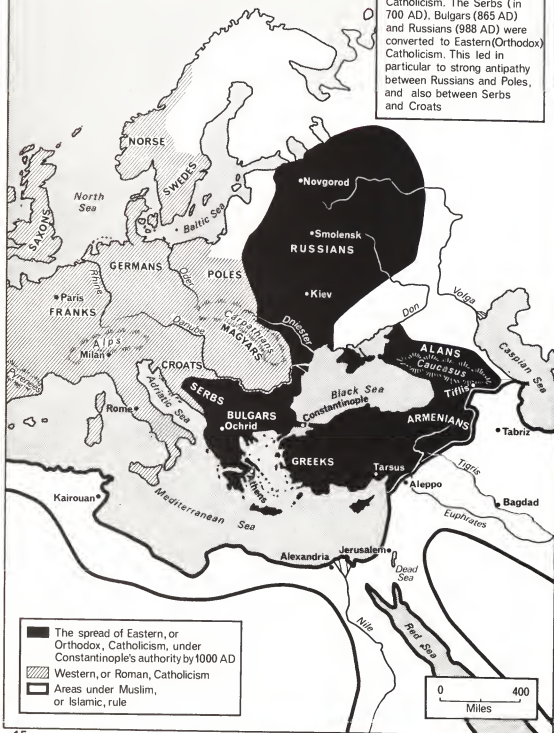 Catholicism. The Serbs (in
700 AD), Bulgars (865 AD)
and Russians (988 AD) were
converted to Eastern(Orthodox)
Catholicism. This led in
particular to strong antipathy
between Russians and Poles,
and also between Serbs
and Croats
NORSE
SWEDES
North
Sea
Baltic Sea
SAXONS
Novgorod
Smolensk
RUSSIANS
GERMANS
Rhine
Oder
POLES
Paris
FRANKS
Kiev
Don
Volga
Dniester
Carpathians
MAGYARS
Danube
Alps
Milan
CROATS
ALANS
Caucasus
Caspian Sea
Tiflis
Pyrenees
Adriatic Sea
SERBS
Black Sea
Rome
BULGARS
Constantinople
ARMENIANS
Ochrid
Tabriz
GREEKS
Athens
Tarsus
Tigris
Aleppo
Kairouan
Mediterranean Sea
Bagdad
Euphrates
Alexandria
Jerusalem
Dead
Sea
Nile
Red Sea
The spread of Eastern, or
Orthodox, Catholicism, under
Constantinople's authority by 1000 AD
Western, or Roman, Catholicism
Areas under Muslim,
or Islamic, rule
0 400
Miles